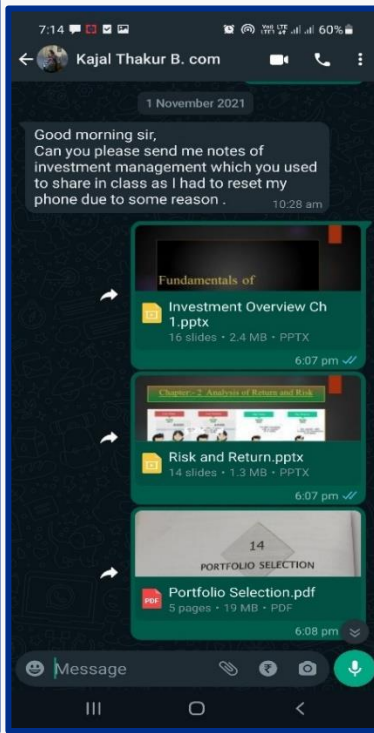 7:14 60%
Kajal Thakur B. com
1 November 2021
Good morning sir,
Can you please send me notes of
investment management which you used
to share in class as I had to reset my
phone due to some reason .
10:28 am
Fundamentals of
Investment Overview Ch
1.pptx
16 slides • 2.4 MB • PPTX
6:07 pm
Chapter:- 2 Analysis of Return and Risk
Risk and Return.pptx
14 slides • 1.3 MB • PPTX
6:07 pm
14
PORTFOLIO SELECTION
PDF
Portfolio Selection.pdf
5 pages • 19 MB • PDF
6:08 pm
Message